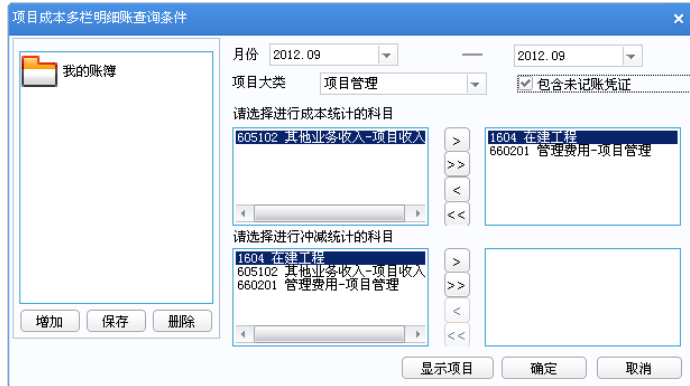 项目成本多栏明细账查询条件
我的账簿
月份 2012.09 — 2012.09
项目大类 项目管理 包含未记账凭证
请选择进行成本统计的科目
605102 其他业务收入-项目收入
> 
>>
<
<<
1604 在建工程
660201 管理费用-项目管理
请选择进行冲减统计的科目
1604 在建工程
605102 其他业务收入-项目收入
660201 管理费用-项目管理
>
>>
<
<<
增加 保存 删除
显示项目 确定 取消